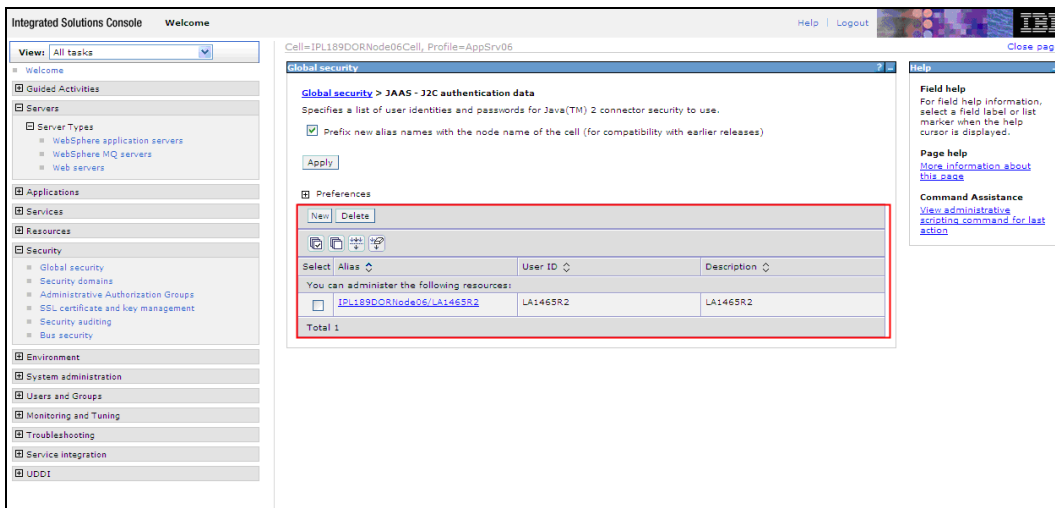 Integrated Solutions Console Welcome Help | Logout IBM
View: All tasks
Welcome
Guided Activities
Servers
Server Types
WebSphere application servers
WebSphere MQ servers
Web servers
Applications
Services
Resources
Security
Global security
Security domains
Administrative Authorization Groups
SSL certificate and key management
Security auditing
Bus security
Environment
System administration
Users and Groups
Monitoring and Tuning
Troubleshooting
Service integration
UDDI
Cell=IPL189DORNode06Cell, Profile=AppSrv06
Close pag
Global security ? -
Global security > JAAS - J2C authentication data
Specifies a list of user identities and passwords for Java(TM) 2 connector security to use.
Prefix new alias names with the node name of the cell (for compatibility with earlier releases)
Apply
Preferences
New Delete
Select Alias User ID Description
You can administer the following resources:
IPL189DORNode06/LA1465R2 LA1465R2 LA1465R2
Total 1
Help
Field help
For field help information,
select a field label or list
marker when the help
cursor is displayed.
Page help
More information about
this page
Command Assistance
View administrative
scripting command for last
action